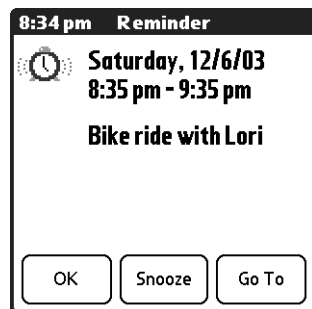 8:34 pm Reminder
Saturday, 12/6/03
8:35 pm - 9:35 pm
Bike ride with Lori
OK Snooze Go To